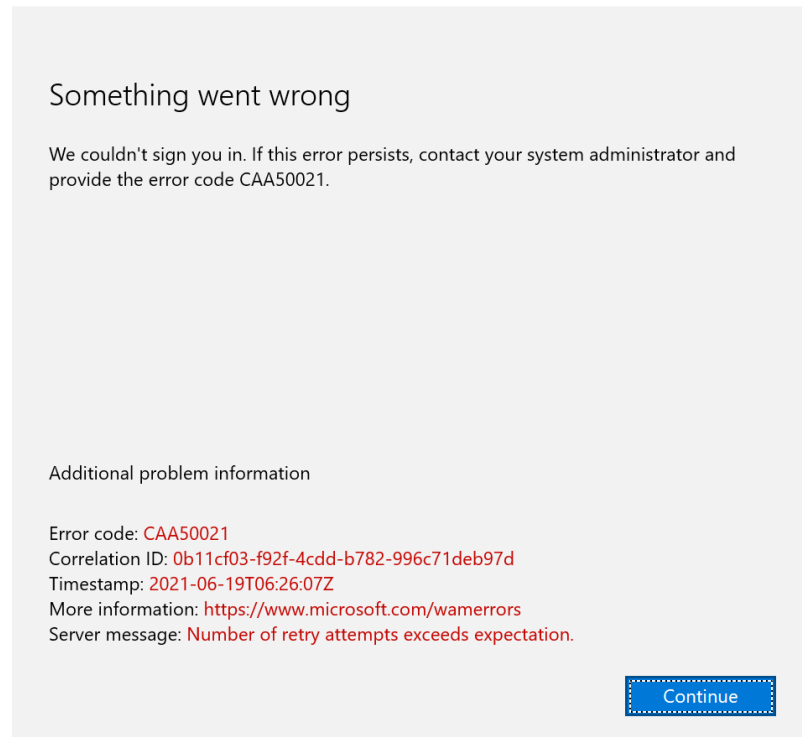 Something went wrong
We couldn't sign you in. If this error persists, contact your system administrator and
provide the error code CAA50021.
Additional problem information
Error code: CAA50021
Correlation ID: 0b11cf03-f92f-4cdd-b782-996c71deb97d
Timestamp: 2021-06-19T06:26:07Z
More information: https://www.microsoft.com/wamerrors
Server message: Number of retry attempts exceeds expectation.
Continue